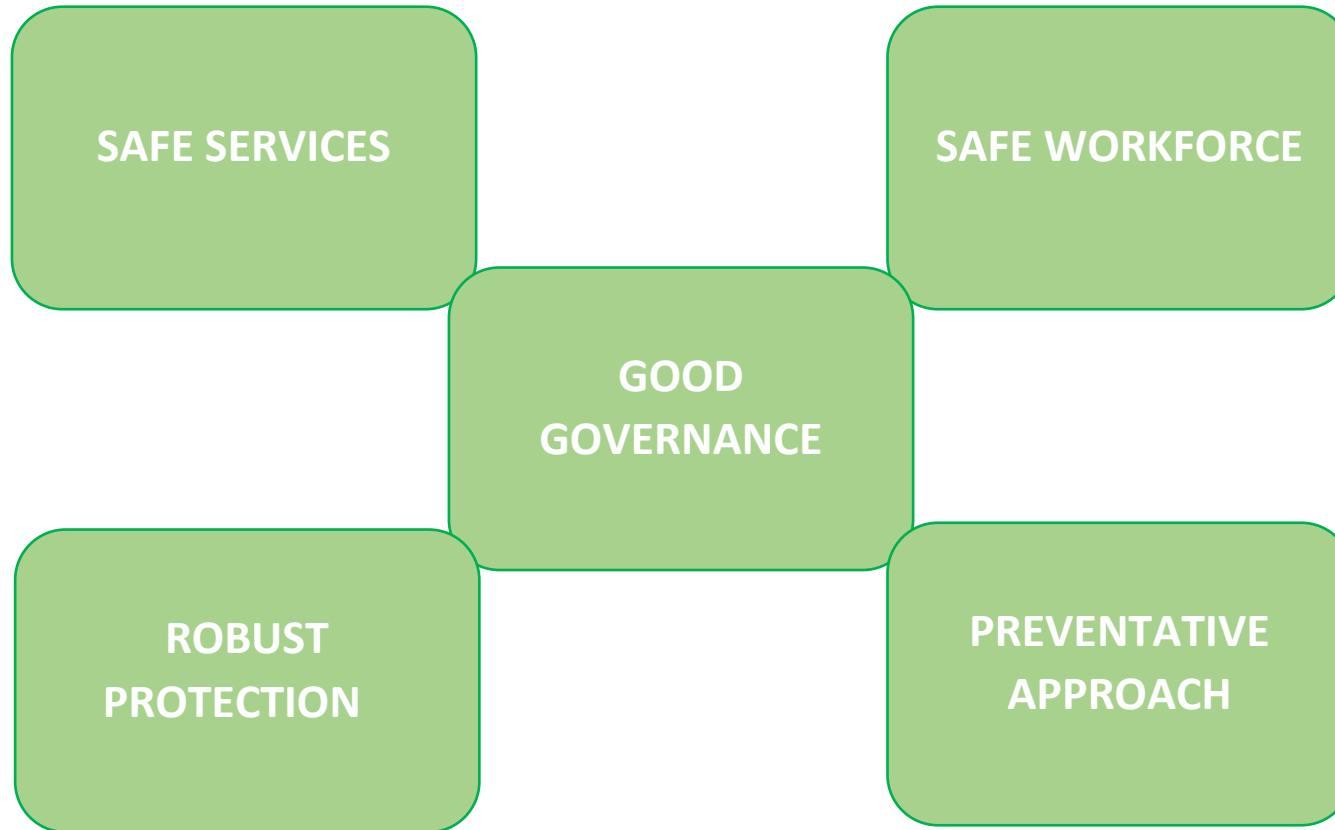 SAFE SERVICES
SAFE WORKFORCE
GOOD
GOVERNANCE
ROBUST
PROTECTION
PREVENTATIVE
APPROACH